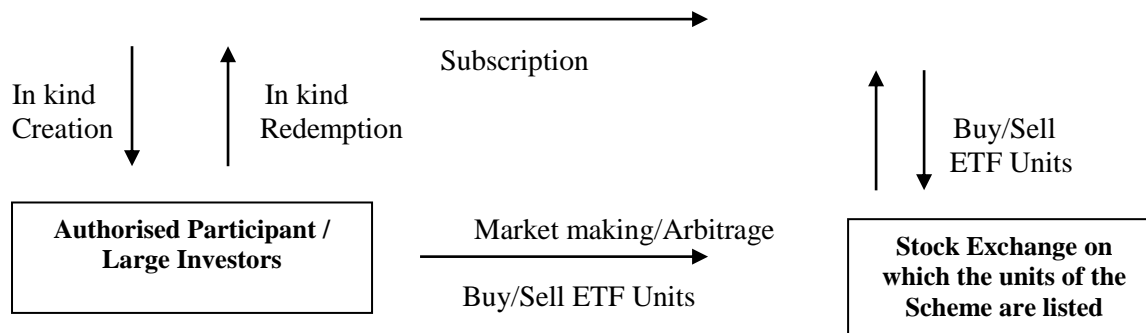 Subscription
In kind
Creation
In kind
Redemption
Buy/Sell
ETF Units
Authorised Participant /
Large Investors
Market making/Arbitrage
Buy/Sell ETF Units
Stock Exchange on
which the units of the
Scheme are listed